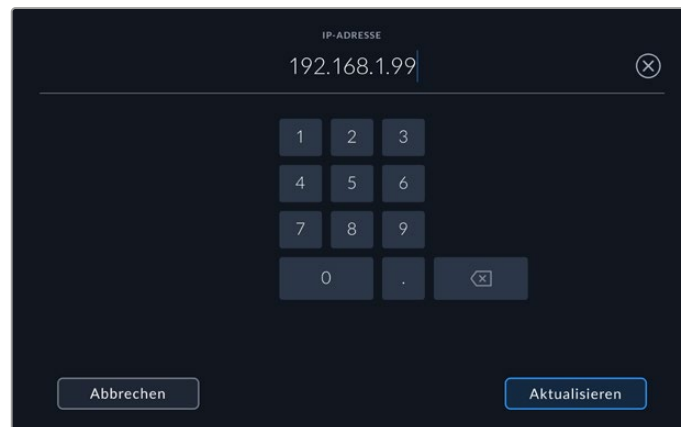 IP-ADRESSE
192.168.1.99
1 2 3
4 5 6
7 8 9
0 .
Abbrechen Aktualisieren